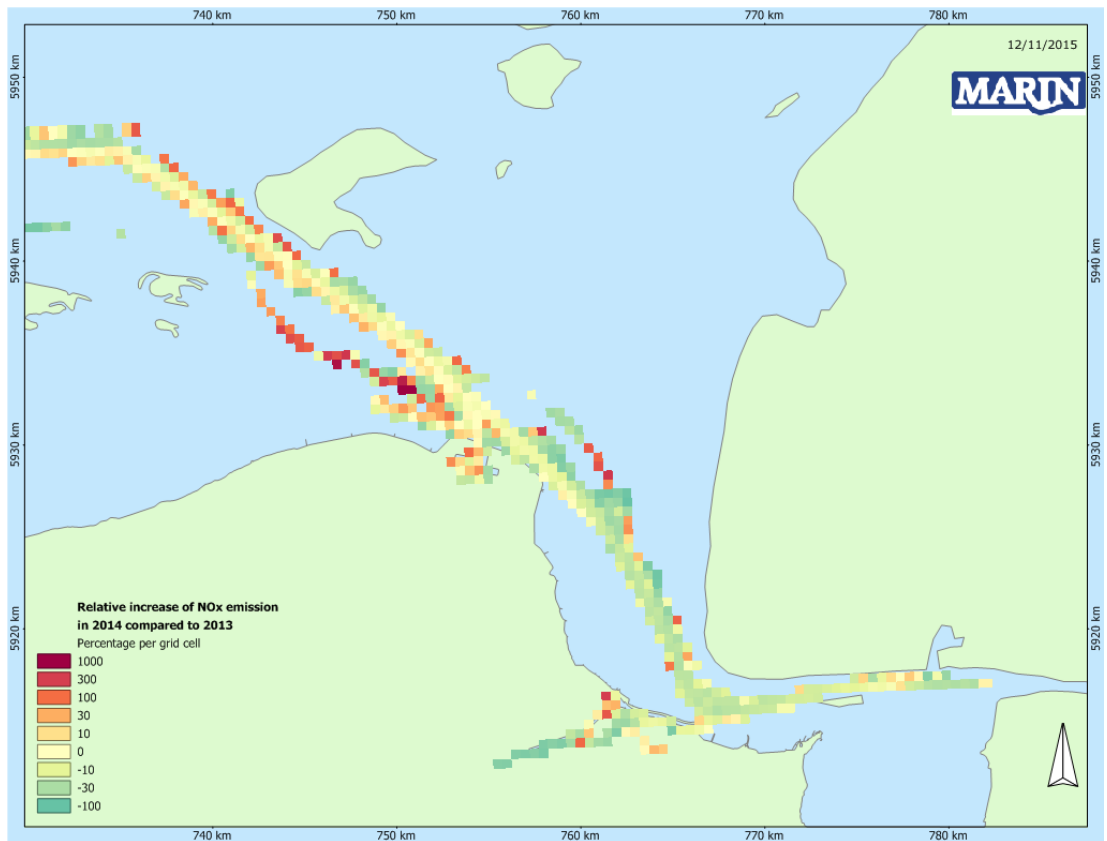 740 km
750 km
760 km
770 km
780 km
12/11/2015
MARIN
5950 km
5950 km
5940 km
5940 km
5930 km
5930 km
5920 km
5920 km
Relative increase of NOx emission
in 2014 compared to 2013
Percentage per grid cell
1000
300
100
30
10
0
-10
-30
-100
740 km
750 km
760 km
770 km
780 km